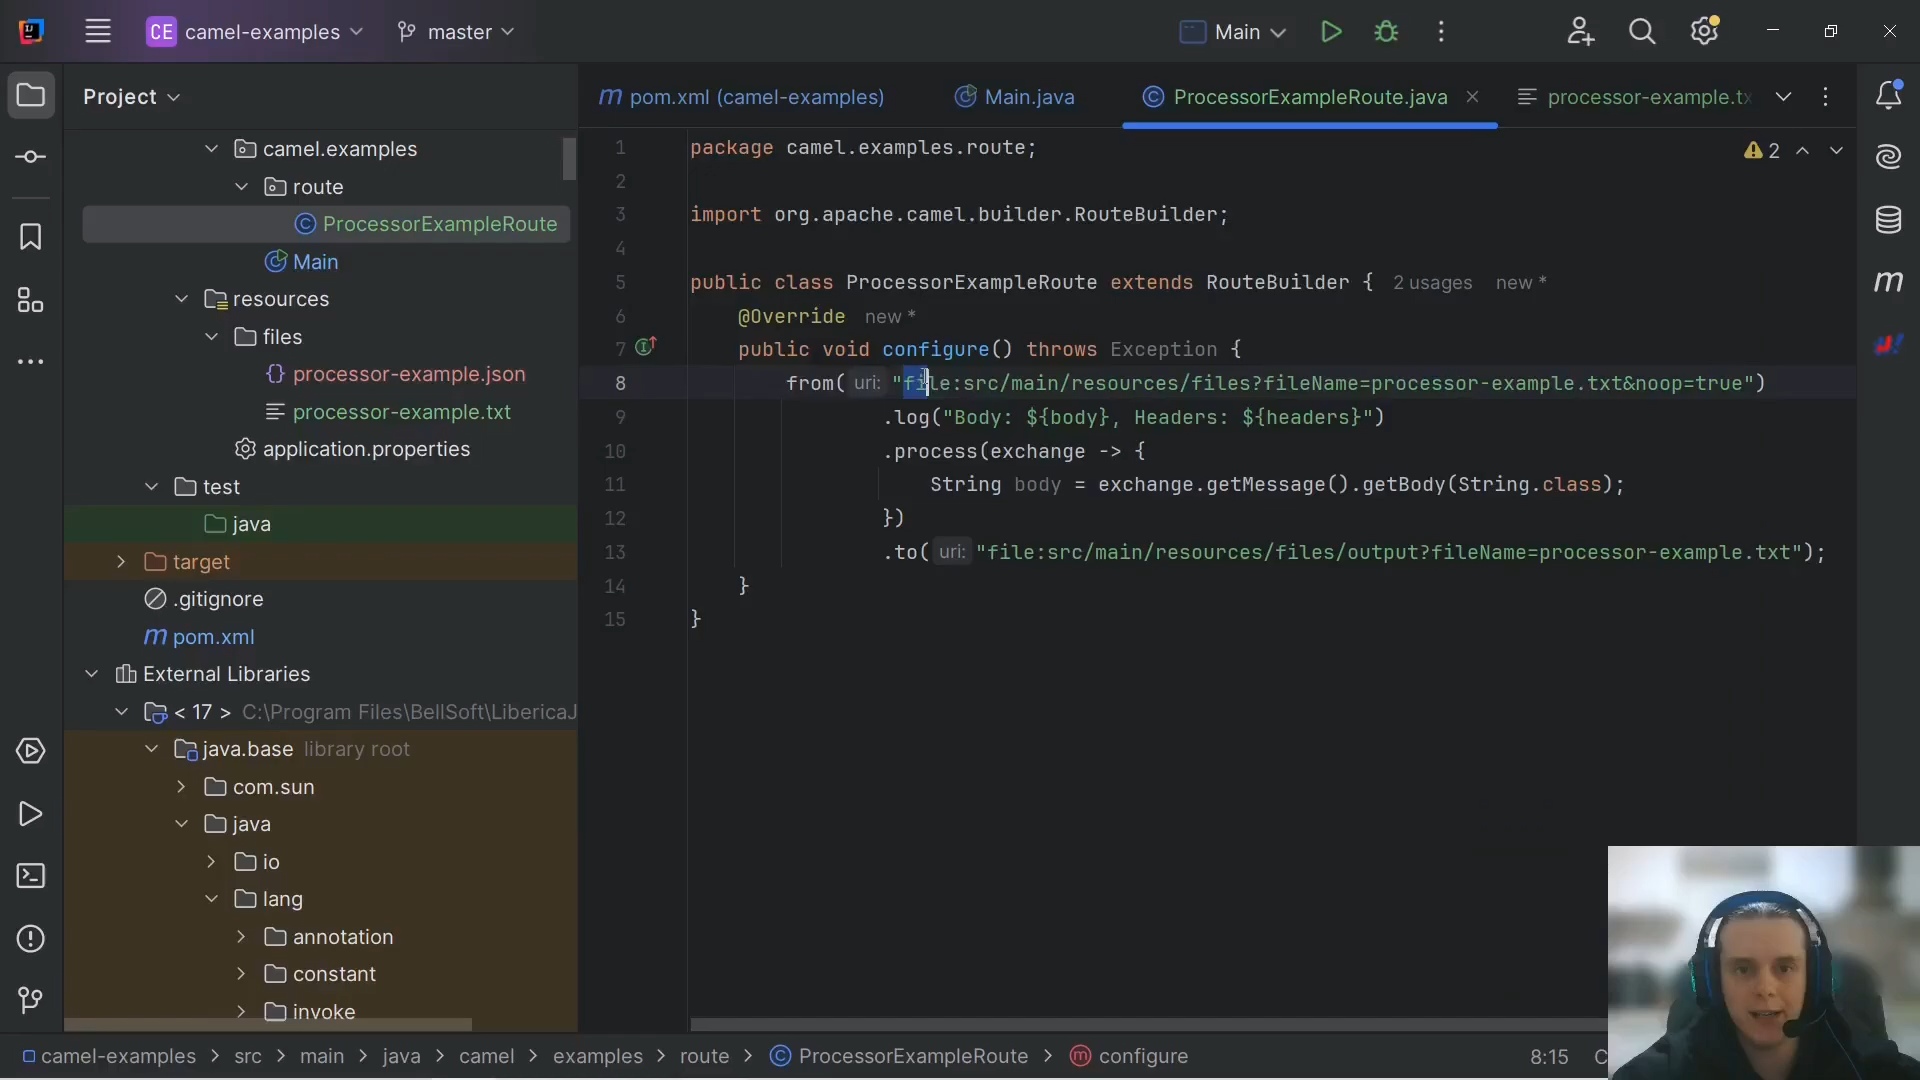 CE camel-examples master Main
Project
camel.examples
route
ProcessorExampleRoute
Main
resources
files
processor-example.json
processor-example.txt
application.properties
test
java
target
.gitignore
pom.xml
External Libraries
< 17 > C:\Program Files\BellSoft\LibericaJ
java.base library root
com.sun
java
io
lang
annotation
constant
invoke
pom.xml (camel-examples) Main.java ProcessorExampleRoute.java processor-example.tx
2
1 package camel.examples.route;
2
3 import org.apache.camel.builder.RouteBuilder;
4
5 public class ProcessorExampleRoute extends RouteBuilder { 2 usages new *
6 @Override new *
7 public void configure() throws Exception {
8 from( uri: "file:src/main/resources/files?fileName=processor-example.txt&noop=true")
9 .log("Body: ${body}, Headers: ${headers}")
10 .process(exchange -> {
11 String body = exchange.getMessage().getBody(String.class);
12 })
13 .to( uri: "file:src/main/resources/files/output?fileName=processor-example.txt");
14 }
15 }
camel-examples > src > main > java > camel > examples > route > ProcessorExampleRoute > configure 8:15 C